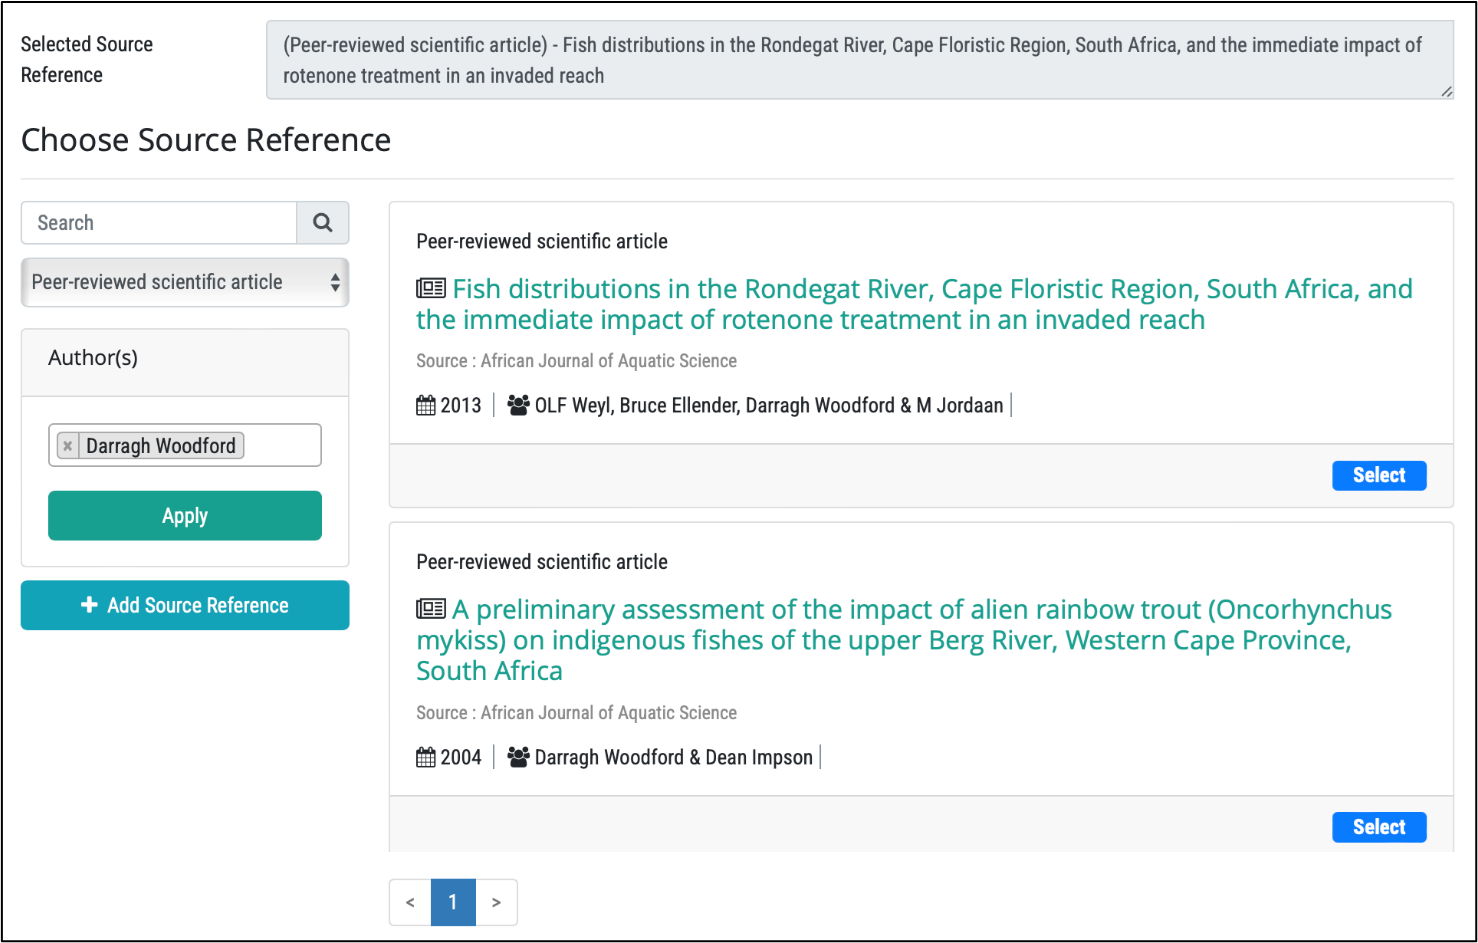 Selected Source
Reference
(Peer-reviewed scientific article) - Fish distributions in the Rondegat River, Cape Floristic Region, South Africa, and the immediate impact of
rotenone treatment in an invaded reach
Choose Source Reference
Search
Peer-reviewed scientific article
Author(s)
× Darragh Woodford
Apply
+ Add Source Reference
Peer-reviewed scientific article
Fish distributions in the Rondegat River, Cape Floristic Region, South Africa, and
the immediate impact of rotenone treatment in an invaded reach
Source : African Journal of Aquatic Science
2013 | OLF Weyl, Bruce Ellender, Darragh Woodford & M Jordaan |
Select
Peer-reviewed scientific article
A preliminary assessment of the impact of alien rainbow trout (Oncorhynchus
mykiss) on indigenous fishes of the upper Berg River, Western Cape Province,
South Africa
Source : African Journal of Aquatic Science
2004 | Darragh Woodford & Dean Impson |
Select
< 1 >